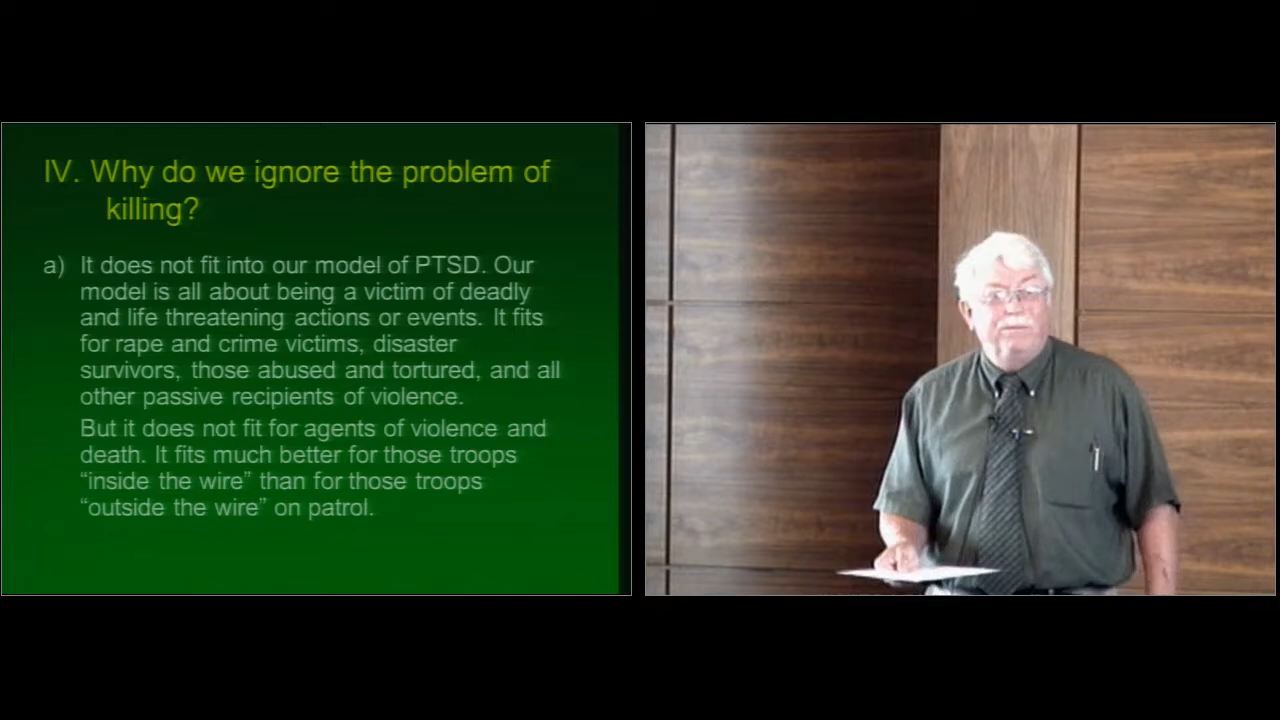 IV. Why do we ignore the problem of
killing?
a) It does not fit into our model of PTSD. Our
model is all about being a victim of deadly
and life threatening actions or events. It fits
for rape and crime victims, disaster
survivors, those abused and tortured, and all
other passive recipients of violence.
But it does not fit for agents of violence and
death. It fits much better for those troops
“inside the wire” than for those troops
“outside the wire” on patrol.